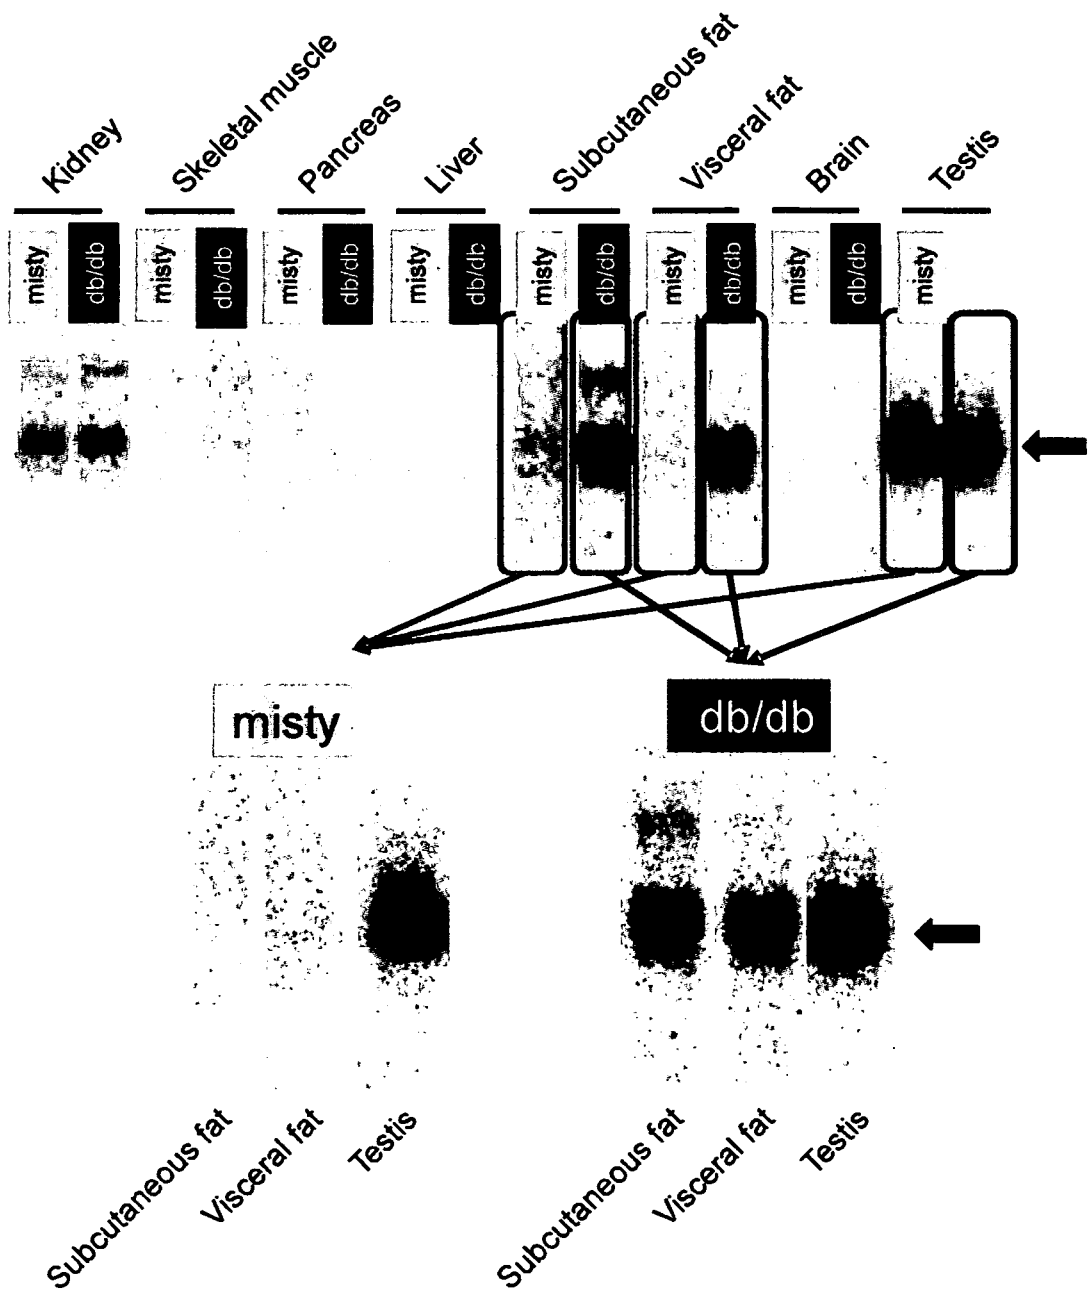 Kidney
Skeletal muscle
Pancreas
Liver
Subcutaneous fat
Visceral fat
Brain
Testis
misty
db/db
misty
db/db
misty
db/db
misty
db/db
misty
db/db
misty
db/db
misty
db/db
misty
misty
db/db
Subcutaneous fat
Visceral fat
Testis
Subcutaneous fat
Visceral fat
Testis